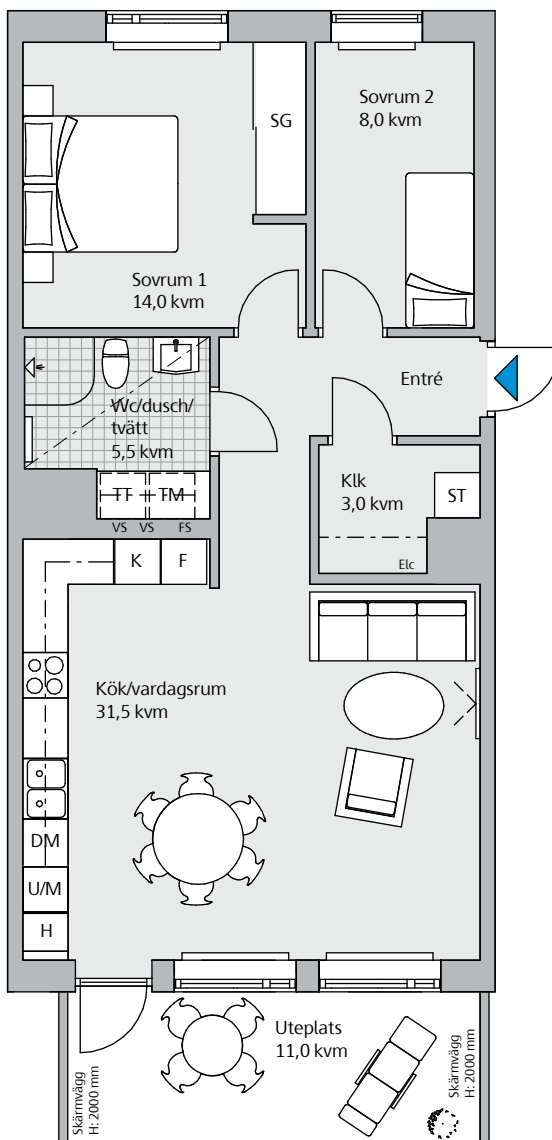 Sovrum 2
8,0 kvm
SG
Sovrum 1
14,0 kvm
Entré
Wc/dusch/
tvätt
5,5 kvm
Klk
3,0 kvm
ST
TT
TM
VS
VS
FS
Elc
K
F
Kök/vardagsrum
31,5 kvm
DM
U/M
H
Uteplats
11,0 kvm
Skärmvägg
H: 2000 mm
Skärmvägg
H: 2000 mm